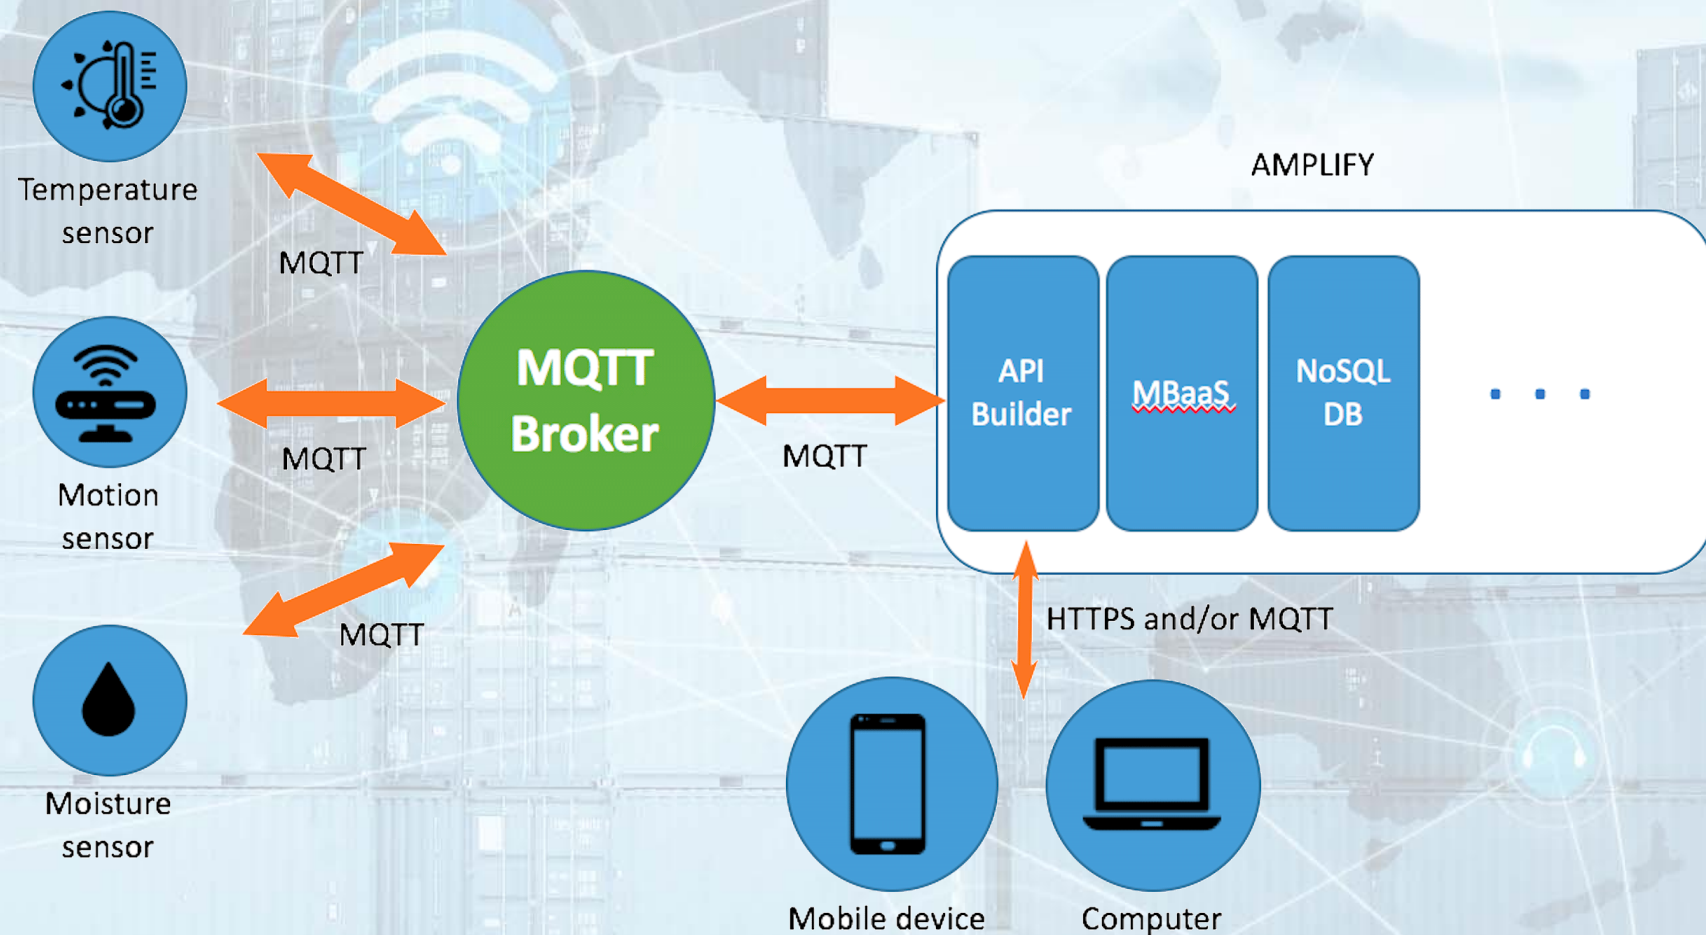 Temperature
sensor
MQTT
Motion
sensor
MQTT
Moisture
sensor
MQTT
MQTT
Broker
MQTT
AMPLIFY
API
Builder
MBaaS
NoSQL
DB
. . .
HTTPS and/or MQTT
Mobile device
Computer